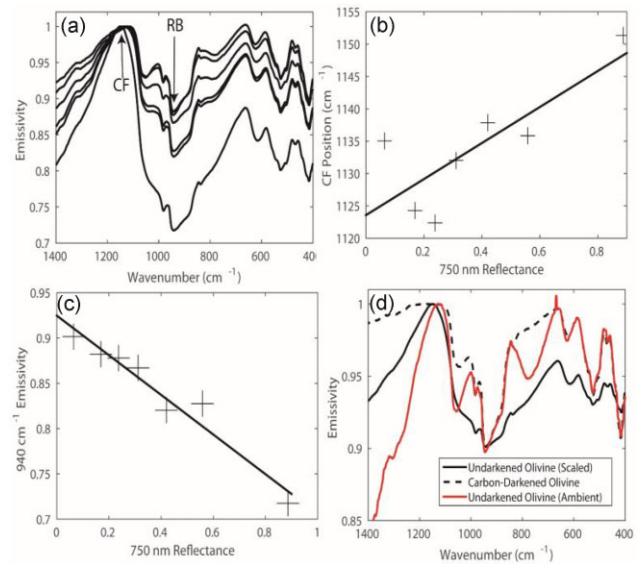 (a)
RB
CF
Emissivity
1
0.95
0.9
0.85
0.8
0.75
0.7
1400
1200
1000
800
600
400
Wavenumber (cm⁻¹)
(b)
CF Position (cm⁻¹)
1155
1150
1145
1140
1135
1130
1125
1120
0
0.2
0.4
0.6
0.8
750 nm Reflectance
(c)
940 cm⁻¹ Emissivity
0.95
0.9
0.85
0.8
0.75
0.7
0
0.2
0.4
0.6
0.8
1
750 nm Reflectance
(d)
Emissivity
1
0.95
0.9
0.85
Undarkened Olivine (Scaled)
Carbon-Darkened Olivine
Undarkened Olivine (Ambient)
1400
1200
1000
800
600
400
Wavenumber (cm⁻¹)